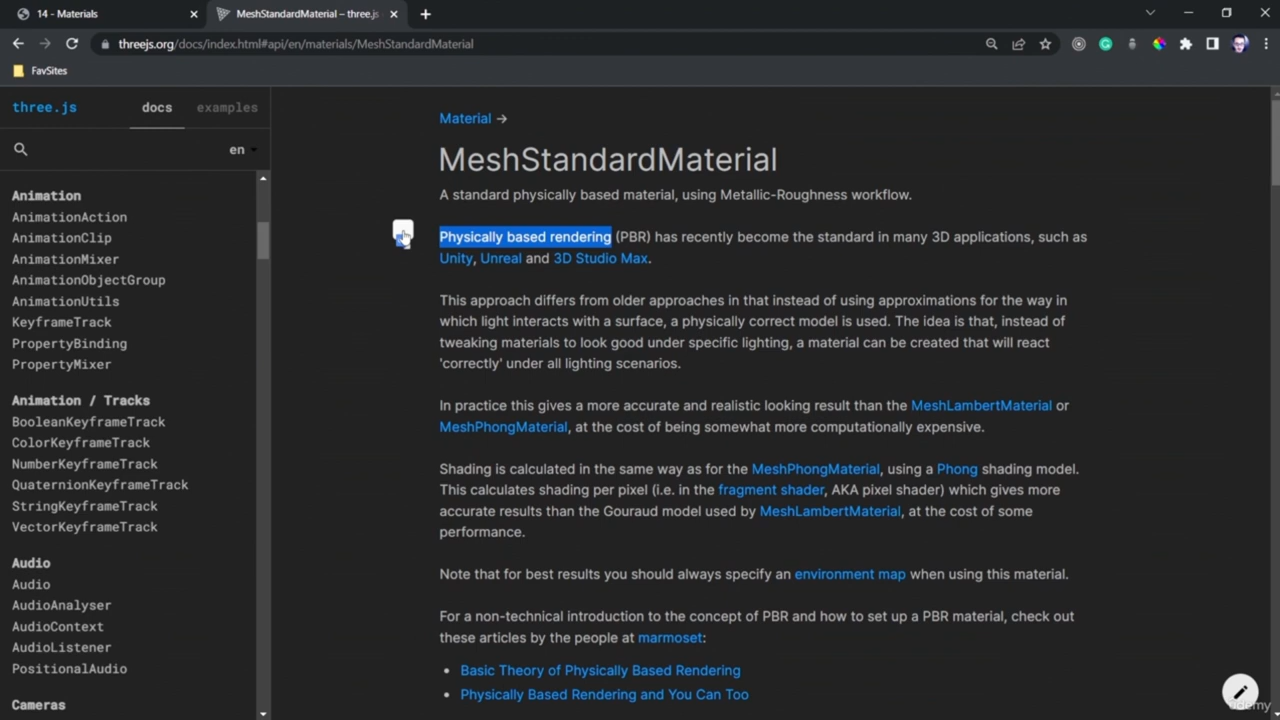 14 - Materials
MeshStandardMaterial – three.js
threejs.org/docs/index.html#api/en/materials/MeshStandardMaterial
FavSites
three.js
docs
examples
en
Animation
AnimationAction
AnimationClip
AnimationMixer
AnimationObjectGroup
AnimationUtils
KeyframeTrack
PropertyBinding
PropertyMixer
Animation / Tracks
BooleanKeyframeTrack
ColorKeyframeTrack
NumberKeyframeTrack
QuaternionKeyframeTrack
StringKeyframeTrack
VectorKeyframeTrack
Audio
Audio
AudioAnalyser
AudioContext
AudioListener
PositionalAudio
Cameras
Material →
MeshStandardMaterial
A standard physically based material, using Metallic-Roughness workflow.
Physically based rendering (PBR) has recently become the standard in many 3D applications, such as
Unity, Unreal and 3D Studio Max.
This approach differs from older approaches in that instead of using approximations for the way in
which light interacts with a surface, a physically correct model is used. The idea is that, instead of
tweaking materials to look good under specific lighting, a material can be created that will react
'correctly' under all lighting scenarios.
In practice this gives a more accurate and realistic looking result than the MeshLambertMaterial or
MeshPhongMaterial, at the cost of being somewhat more computationally expensive.
Shading is calculated in the same way as for the MeshPhongMaterial, using a Phong shading model.
This calculates shading per pixel (i.e. in the fragment shader, AKA pixel shader) which gives more
accurate results than the Gouraud model used by MeshLambertMaterial, at the cost of some
performance.
Note that for best results you should always specify an environment map when using this material.
For a non-technical introduction to the concept of PBR and how to set up a PBR material, check out
these articles by the people at marmoset:
• Basic Theory of Physically Based Rendering
• Physically Based Rendering and You Can Too
udemy